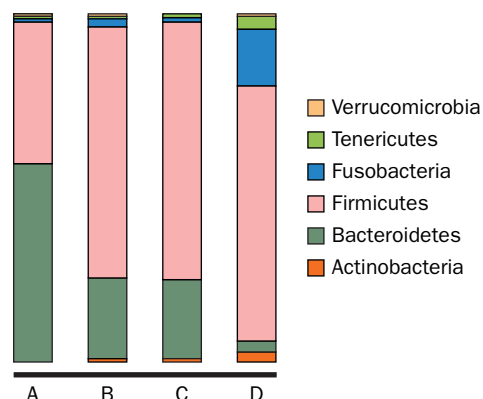 Verrucomicrobia
Tenericutes
Fusobacteria
Firmicutes
Bacteroidetes
Actinobacteria
A B C D